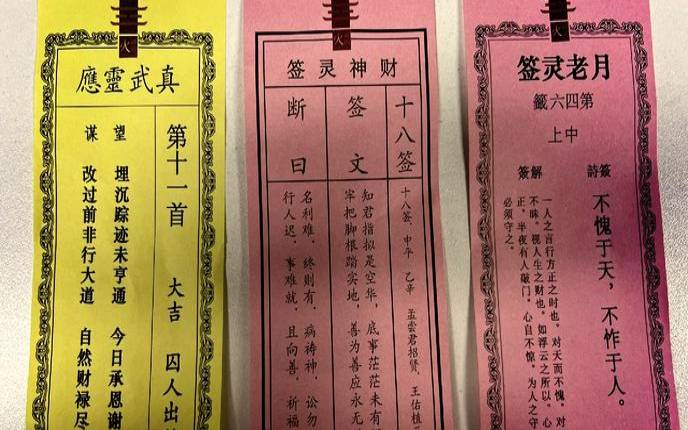 火
真武靈應
第十一首 大吉 囚人出
望 埋沉踪迹未亨通 今日承恩谢
谋 改过前非行大道 自然财禄尽
火
财神灵签
十八签
签文
断曰
十八签．中平 乙辛 孟尝君招贤．王佑植
知君指拟是空华．底事茫茫未有
牢把脚根踏实地．善为善应永无
名利难．终则有．病祷神．讼勿
行人迟．事难就．且向善．祈福
火
月老灵签
第四六籤
中上
詩籤
不愧于天，不怍于人。
解簽
一人之言行方正之时也。对天而不愧。对
不昧。视人生之财也。如浮云之所以。心
正。半夜有人敲门。心自不惊。为人之守
必须守之。